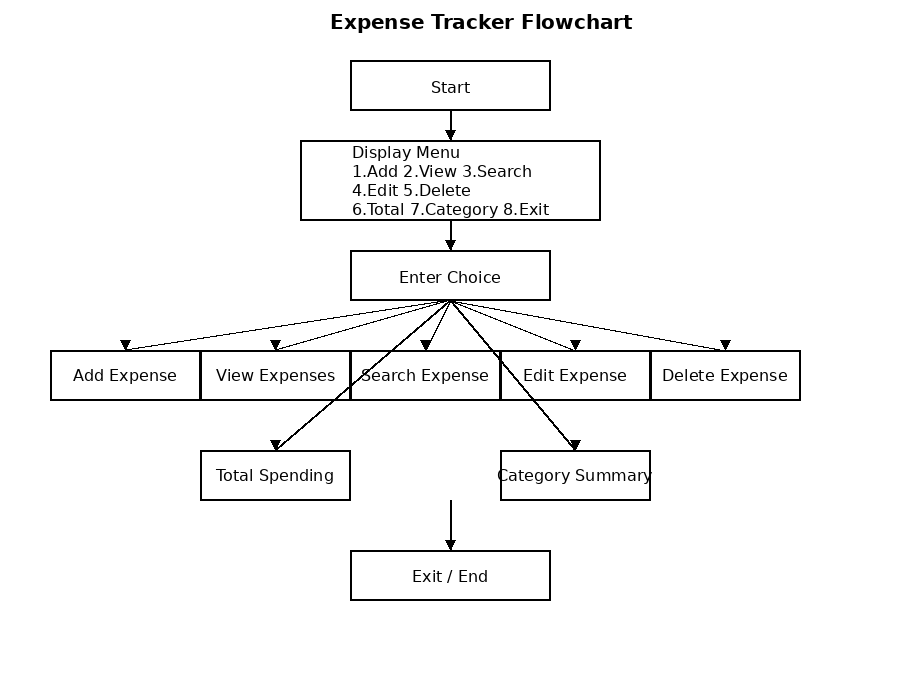 Expense Tracker Flowchart
Start
Display Menu
1.Add 2.View 3.Search
4.Edit 5.Delete
6.Total 7.Category 8.Exit
Enter Choice
Add Expense
View Expenses
Search Expense
Edit Expense
Delete Expense
Total Spending
Category Summary
Exit / End